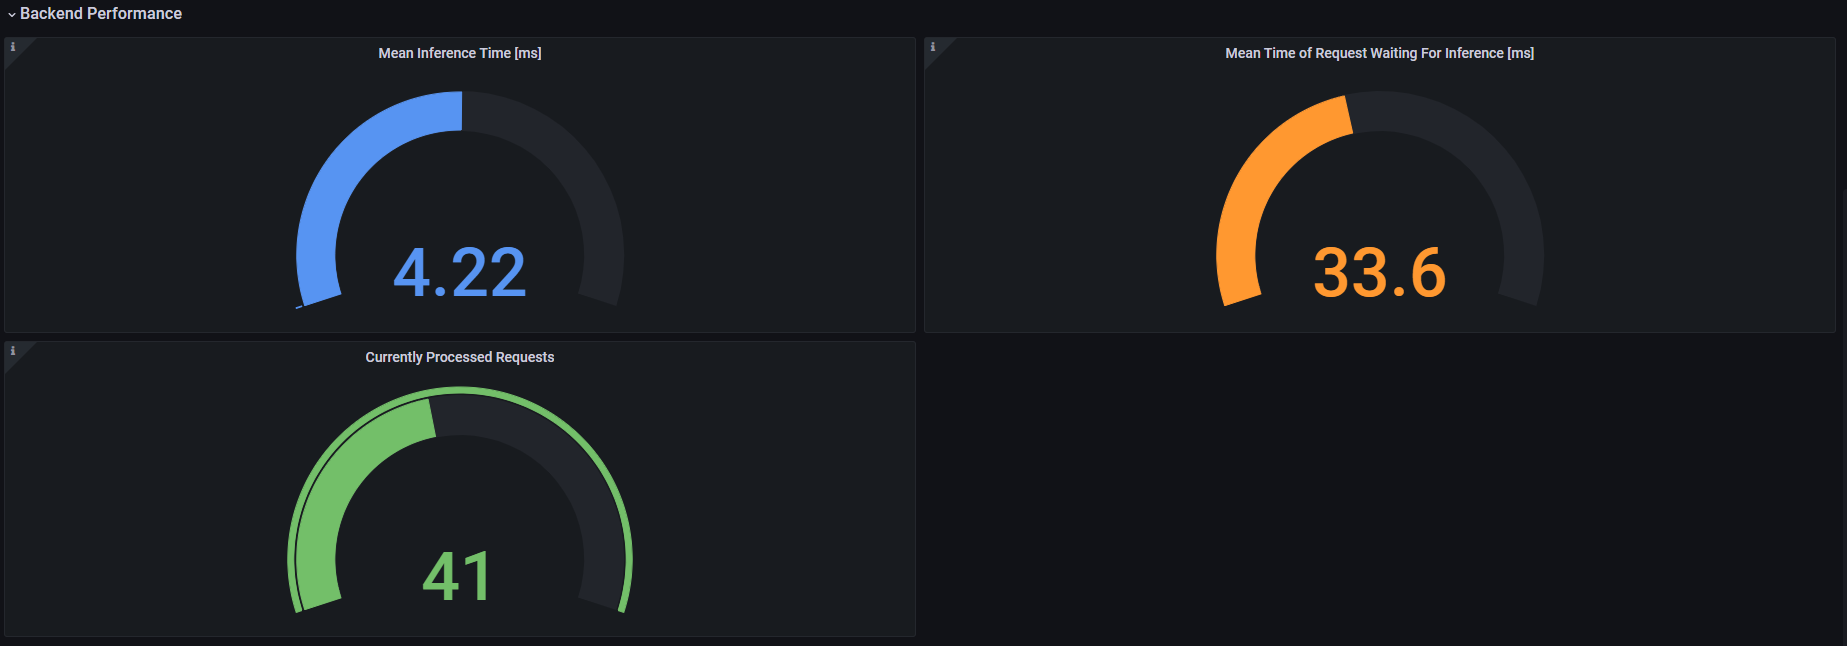 Backend Performance
Mean Inference Time [ms]
4.22
Mean Time of Request Waiting For Inference [ms]
33.6
Currently Processed Requests
41